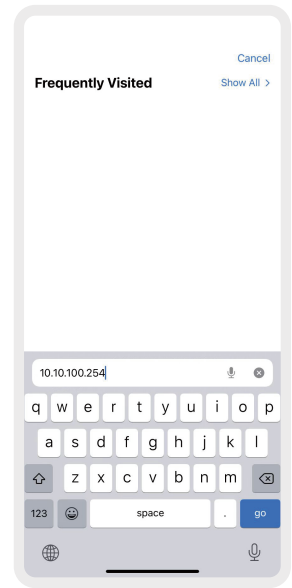 Cancel
Frequently Visited Show All >
10.10.100.254
q w e r t y u i o p
a s d f g h j k l
z x c v b n m
123 space . go